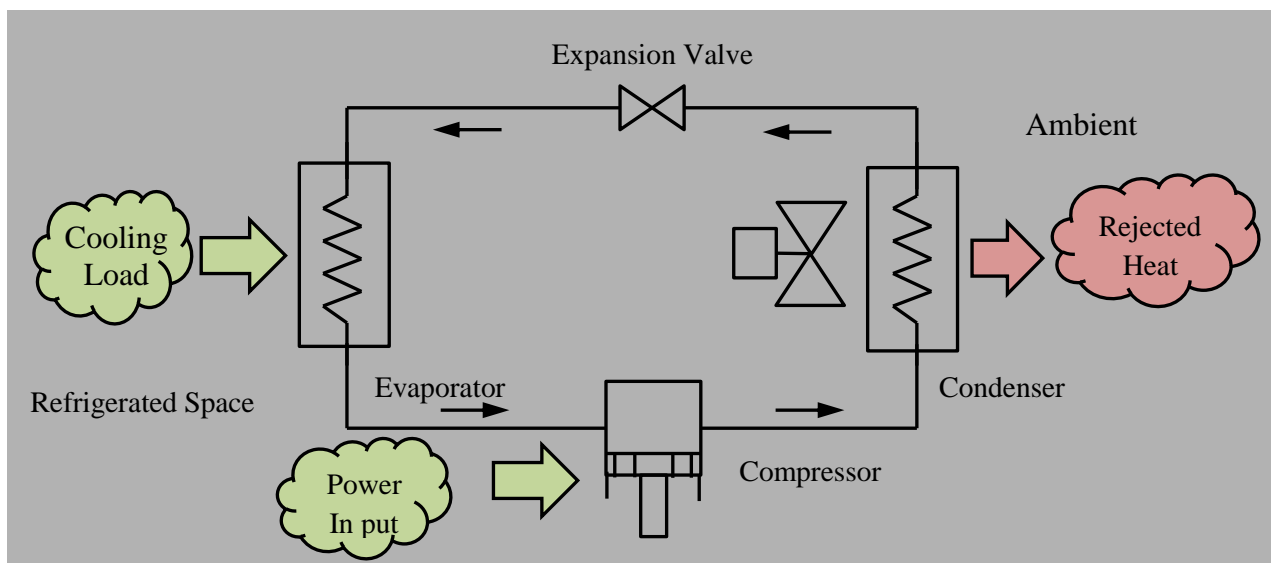 Expansion Valve
Ambient
Cooling
Load
Rejected
Heat
Evaporator
Condenser
Refrigerated Space
Compressor
Power
In put